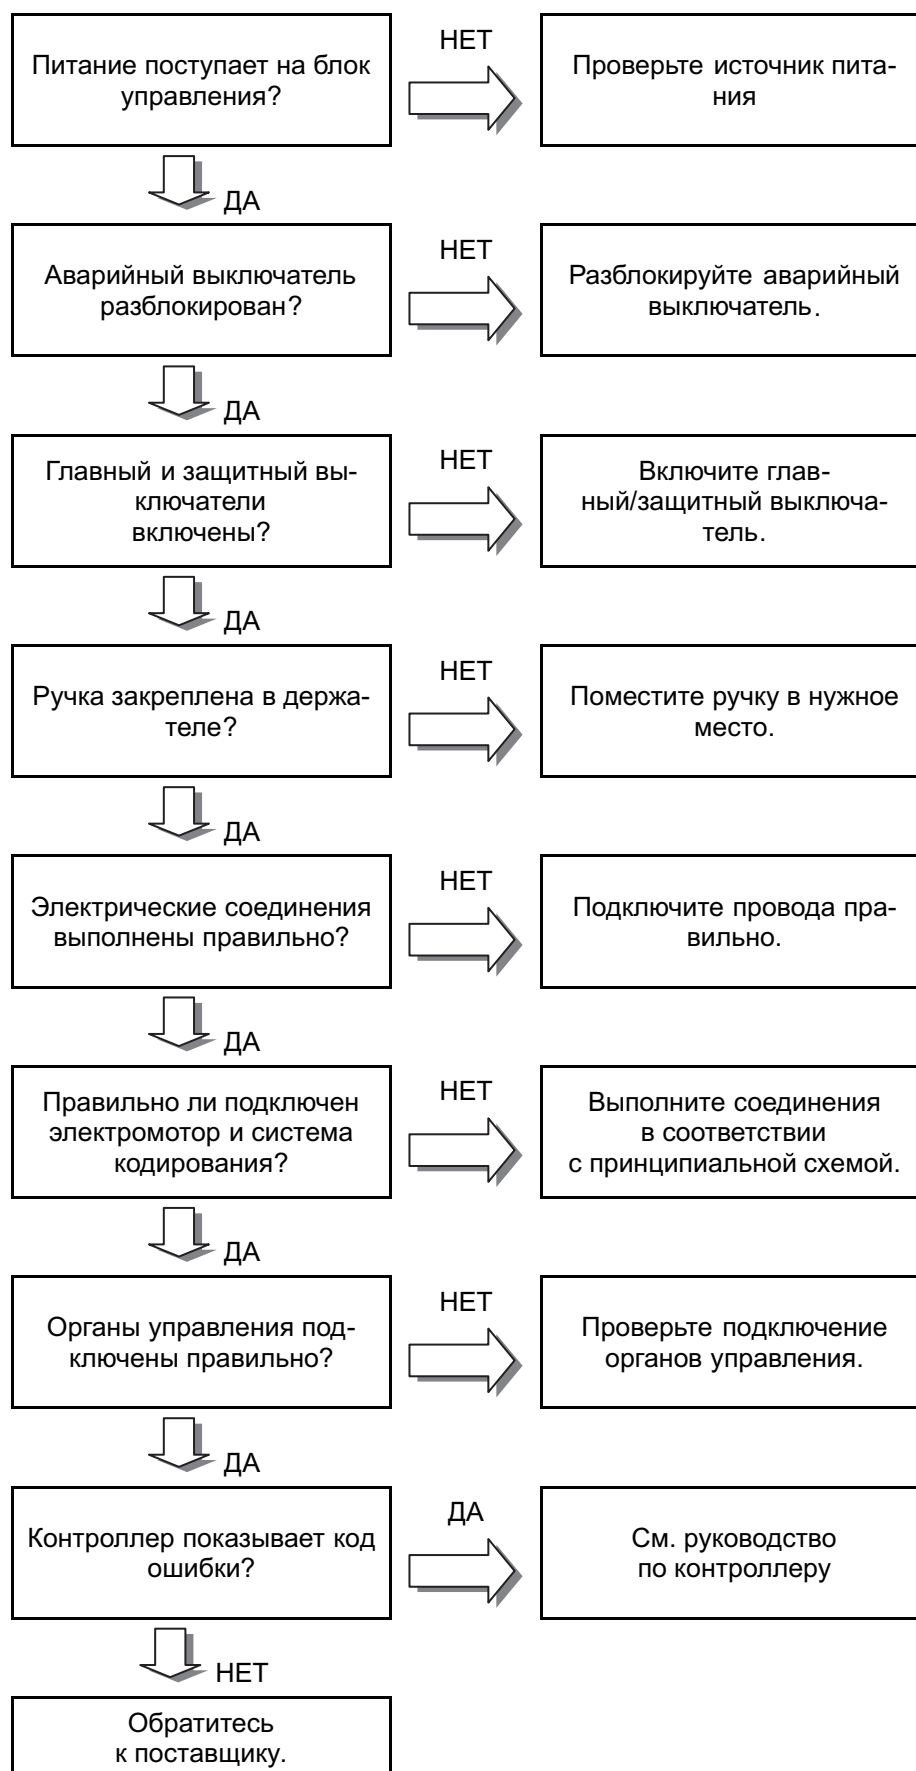 НЕТ
Питание поступает на блок
управления?
Проверьте источник пита-
ния
ДА
НЕТ
Аварийный выключатель
разблокирован?
Разблокируйте аварийный
выключатель.
ДА
НЕТ
Главный и защитный вы-
ключатели
включены?
Включите глав-
ный/защитный выключа-
тель.
ДА
НЕТ
Ручка закреплена в держа-
теле?
Поместите ручку в нужное
место.
ДА
НЕТ
Электрические соединения
выполнены правильно?
Подключите провода пра-
вильно.
ДА
НЕТ
Правильно ли подключен
электромотор и система
кодирования?
Выполните соединения
в соответствии
с принципиальной схемой.
ДА
НЕТ
Органы управления под-
ключены правильно?
Проверьте подключение
органов управления.
ДА
ДА
Контроллер показывает код
ошибки?
См. руководство
по контроллеру
НЕТ
Обратитесь
к поставщику.